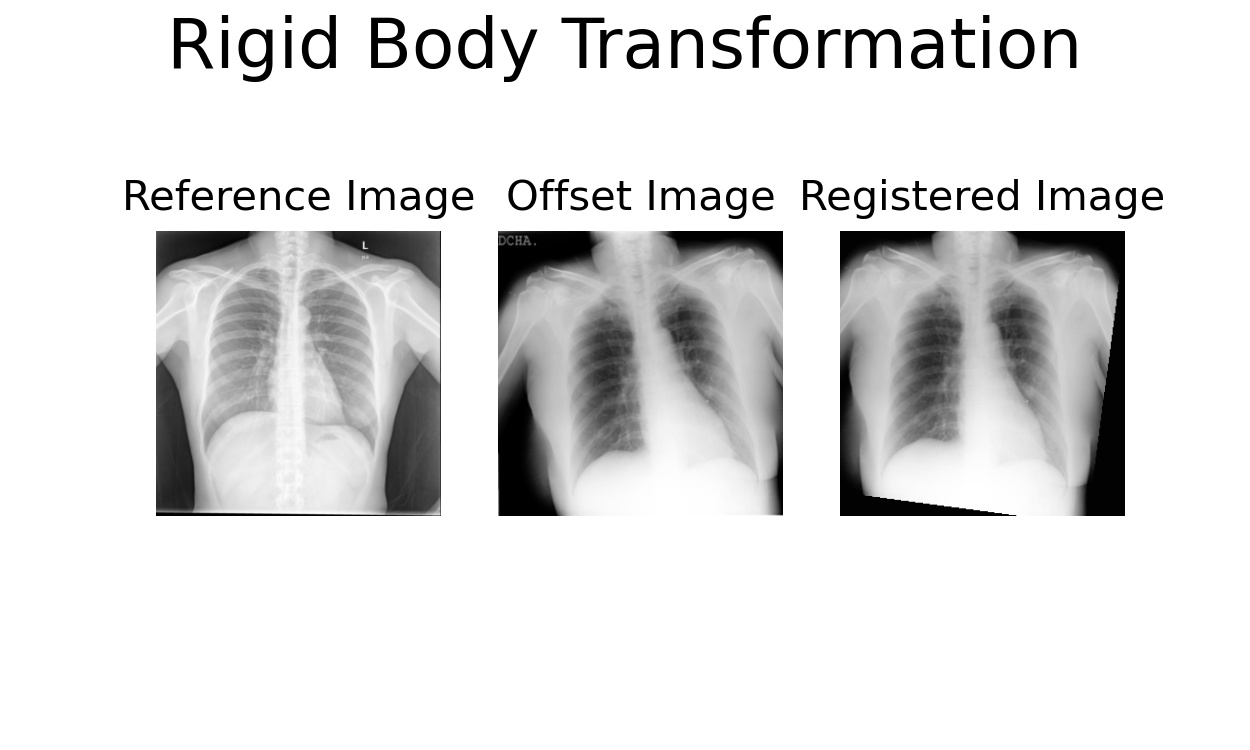 Rigid Body Transformation
Reference Image
Offset Image
Registered Image
L
DCHA.